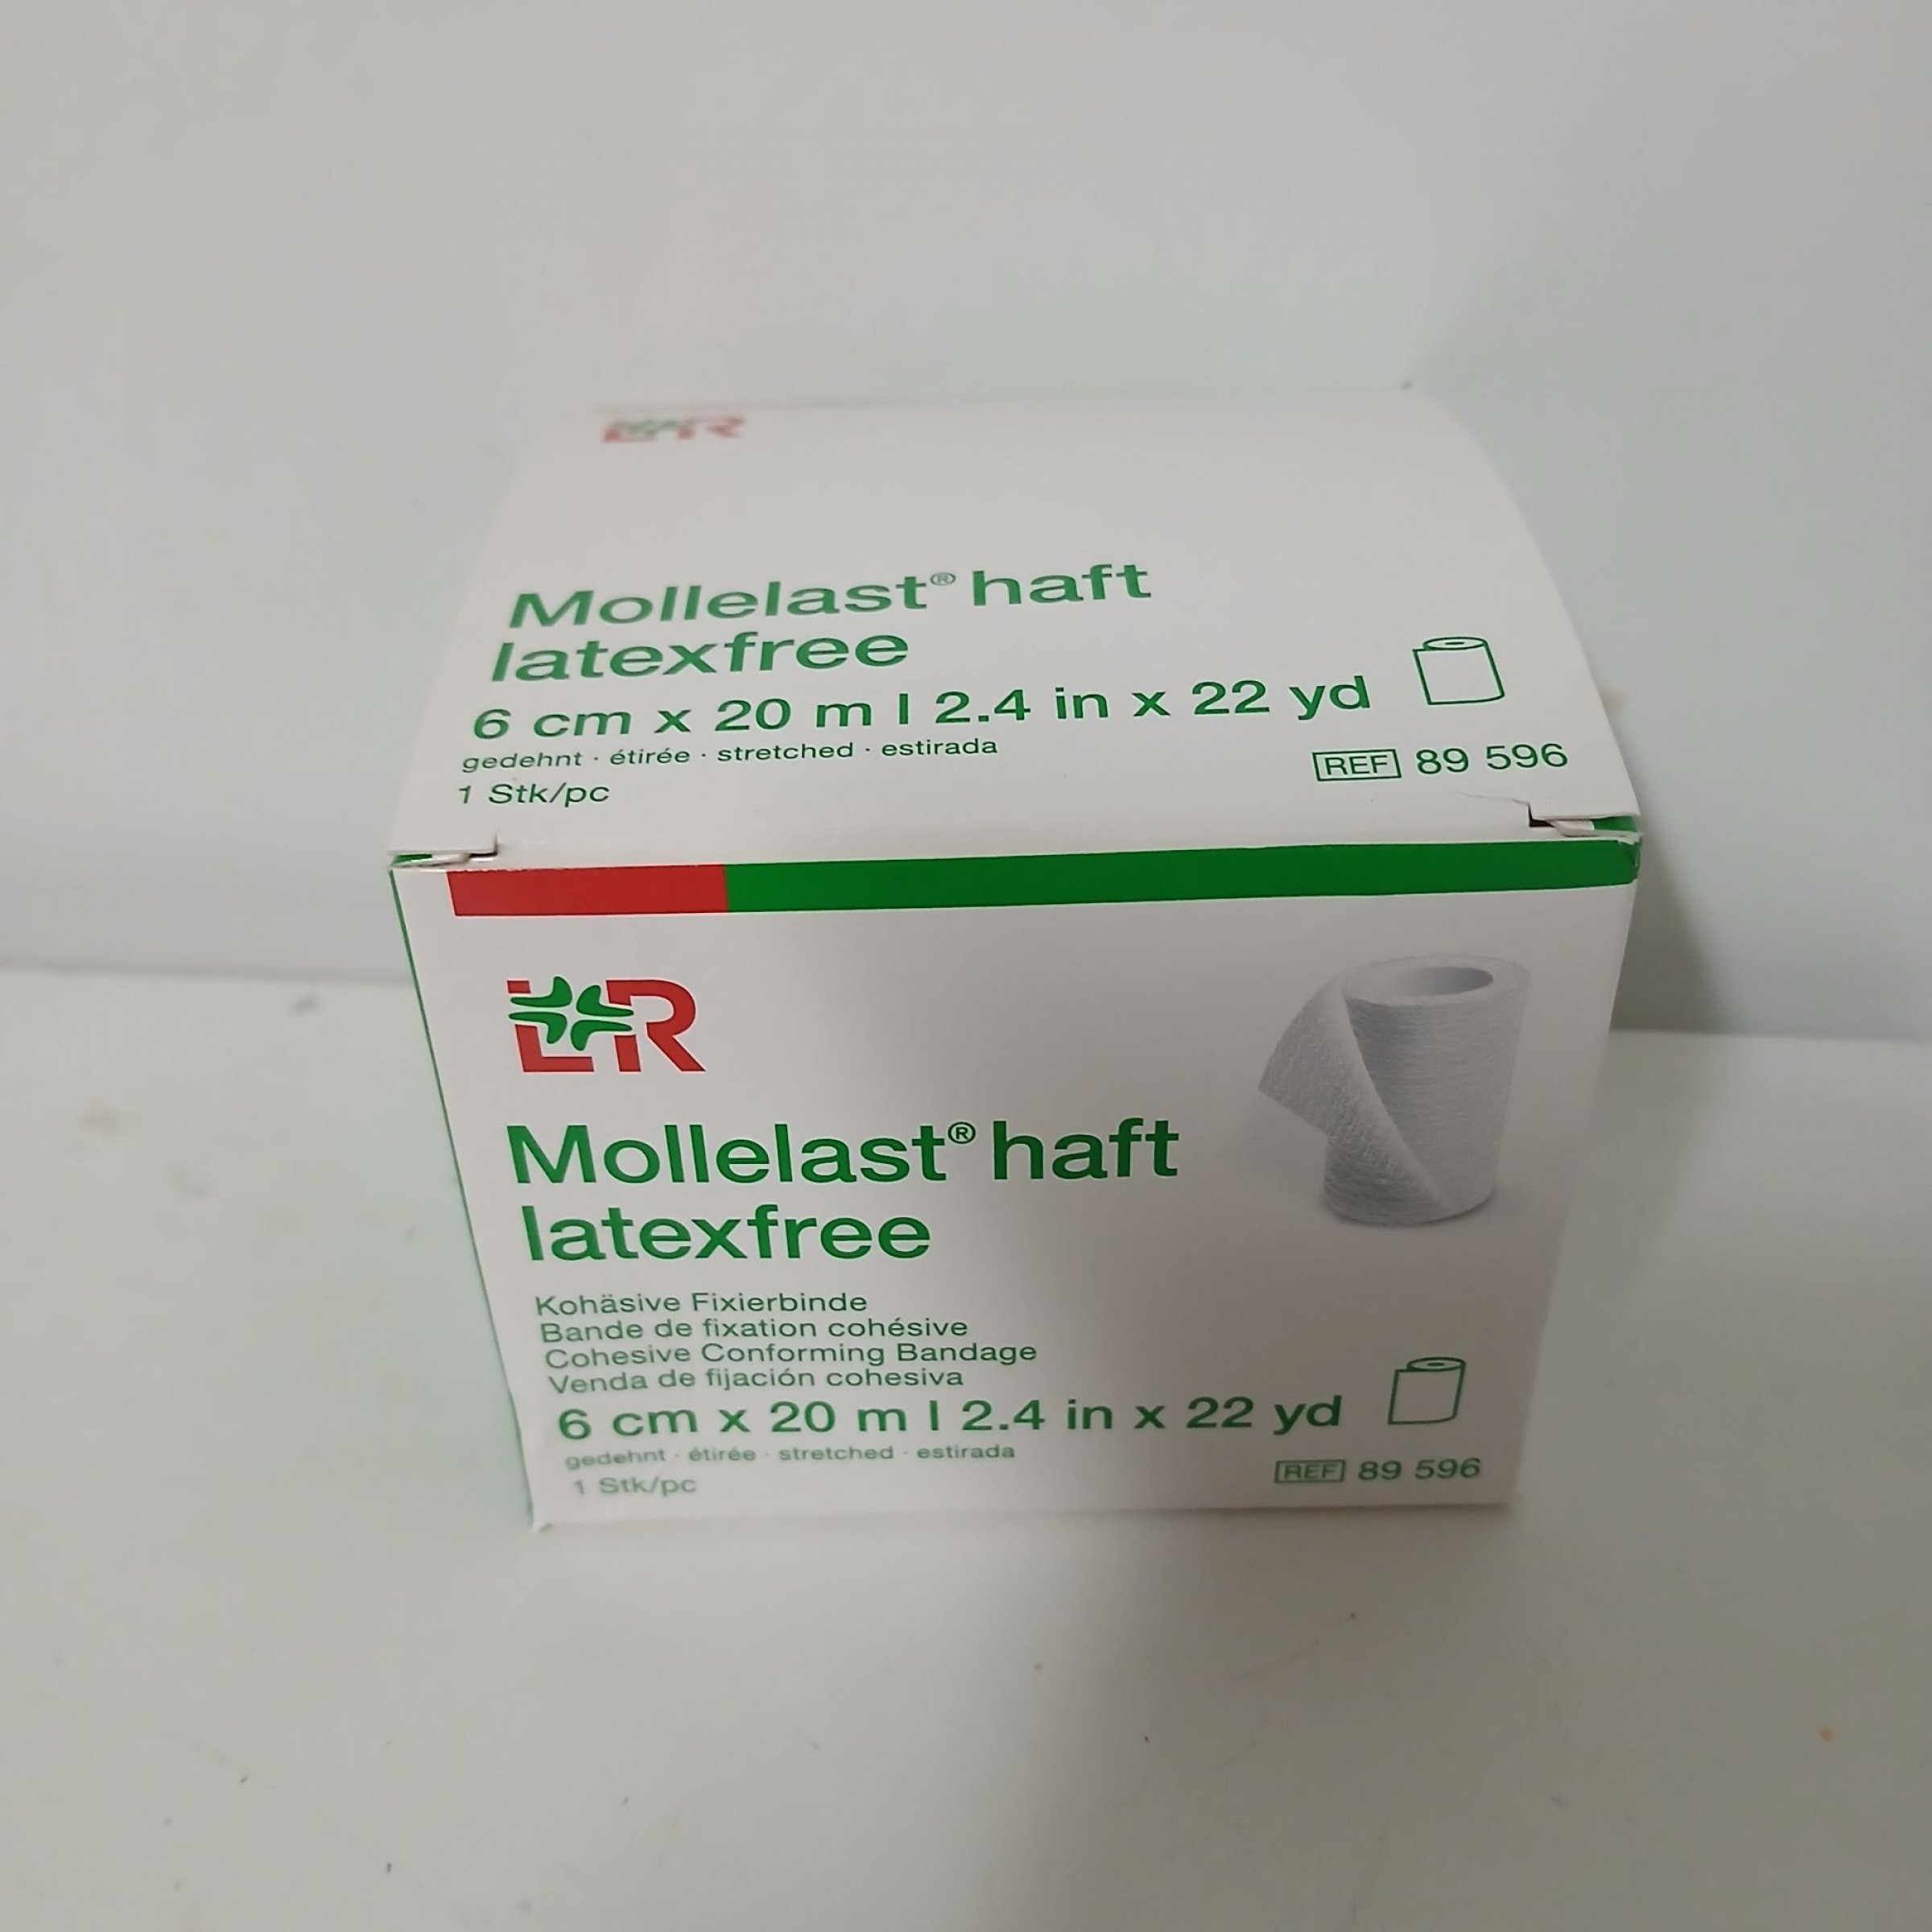 L&R
Mollelast® haft
latexfree
6 cm x 20 m | 2.4 in x 22 yd
gedehnt · étirée · stretched · estirada
REF 89 596
1 Stk/pc
L&R
Mollelast® haft
latexfree
Kohäsive Fixierbinde
Bande de fixation cohésive
Cohesive Conforming Bandage
Venda de fijación cohesiva
6 cm x 20 m | 2.4 in x 22 yd
gedehnt · étirée · stretched · estirada
REF 89 596
1 Stk/pc